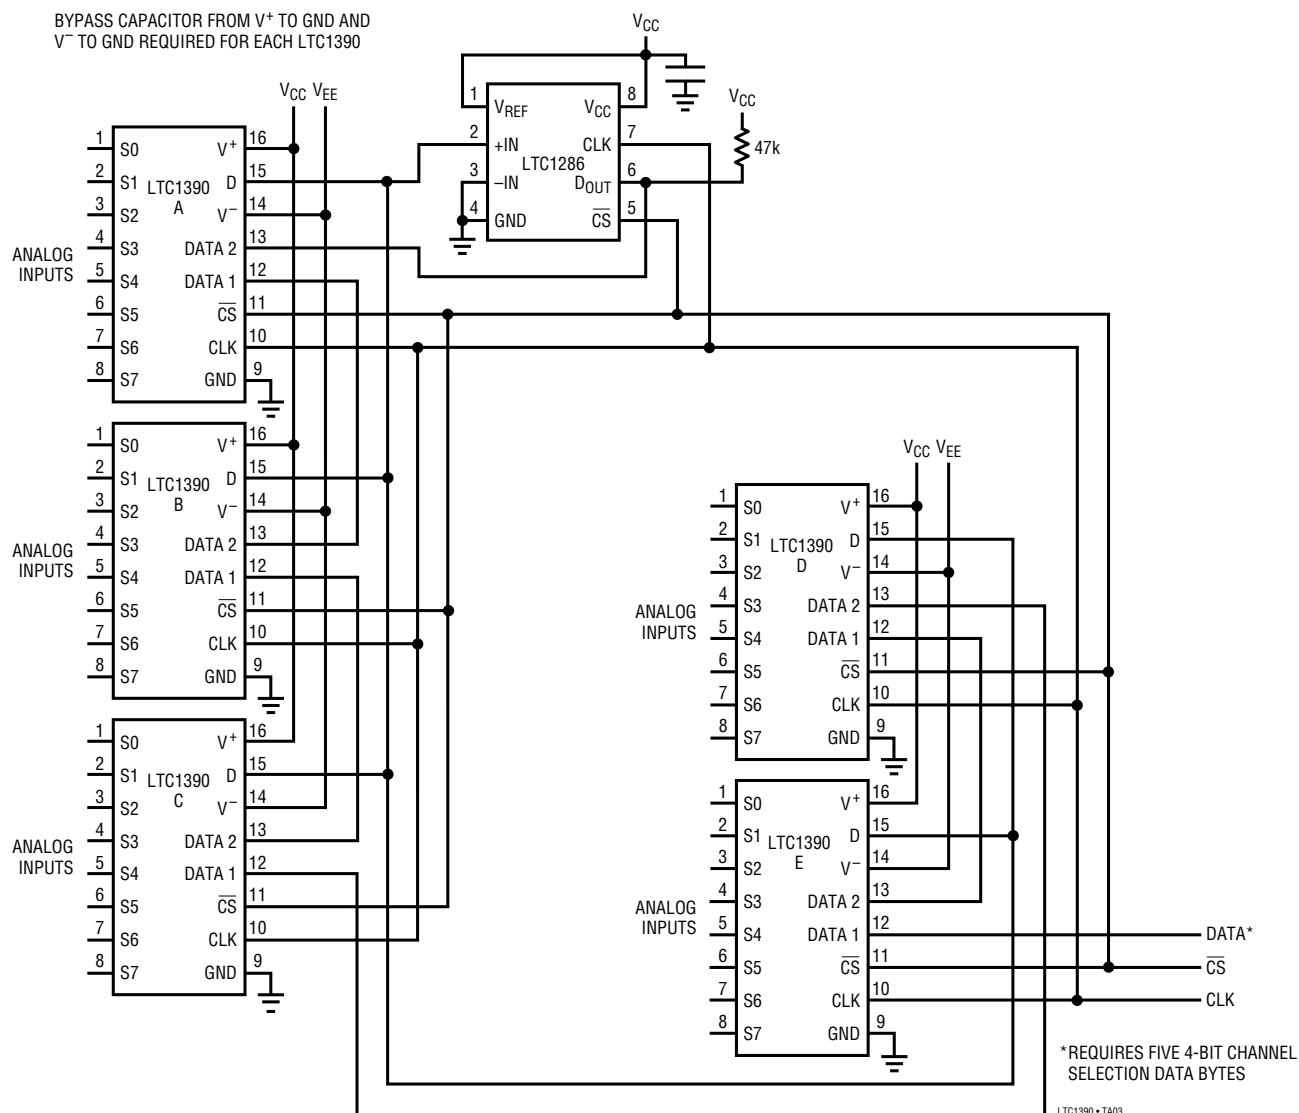 BYPASS CAPACITOR FROM V+ TO GND AND
V− TO GND REQUIRED FOR EACH LTC1390
VCC
VCC VEE
1 VREF
VCC 8
2 +IN
CLK 7
LTC1286
3 −IN
DOUT 6
4 GND
CS 5
VCC
47k
ANALOG
INPUTS
LTC1390
A
1 S0
2 S1
3 S2
4 S3
5 S4
6 S5
7 S6
8 S7
V+ 16
D 15
V− 14
DATA 2 13
DATA 1 12
CS 11
CLK 10
GND 9
ANALOG
INPUTS
LTC1390
B
1 S0
2 S1
3 S2
4 S3
5 S4
6 S5
7 S6
8 S7
V+ 16
D 15
V− 14
DATA 2 13
DATA 1 12
CS 11
CLK 10
GND 9
ANALOG
INPUTS
LTC1390
C
1 S0
2 S1
3 S2
4 S3
5 S4
6 S5
7 S6
8 S7
V+ 16
D 15
V− 14
DATA 2 13
DATA 1 12
CS 11
CLK 10
GND 9
VCC VEE
ANALOG
INPUTS
LTC1390
D
1 S0
2 S1
3 S2
4 S3
5 S4
6 S5
7 S6
8 S7
V+ 16
D 15
V− 14
DATA 2 13
DATA 1 12
CS 11
CLK 10
GND 9
ANALOG
INPUTS
LTC1390
E
1 S0
2 S1
3 S2
4 S3
5 S4
6 S5
7 S6
8 S7
V+ 16
D 15
V− 14
DATA 2 13
DATA 1 12
CS 11
CLK 10
GND 9
DATA*
CS
CLK
*REQUIRES FIVE 4-BIT CHANNEL
SELECTION DATA BYTES
LTC1390 • TA03